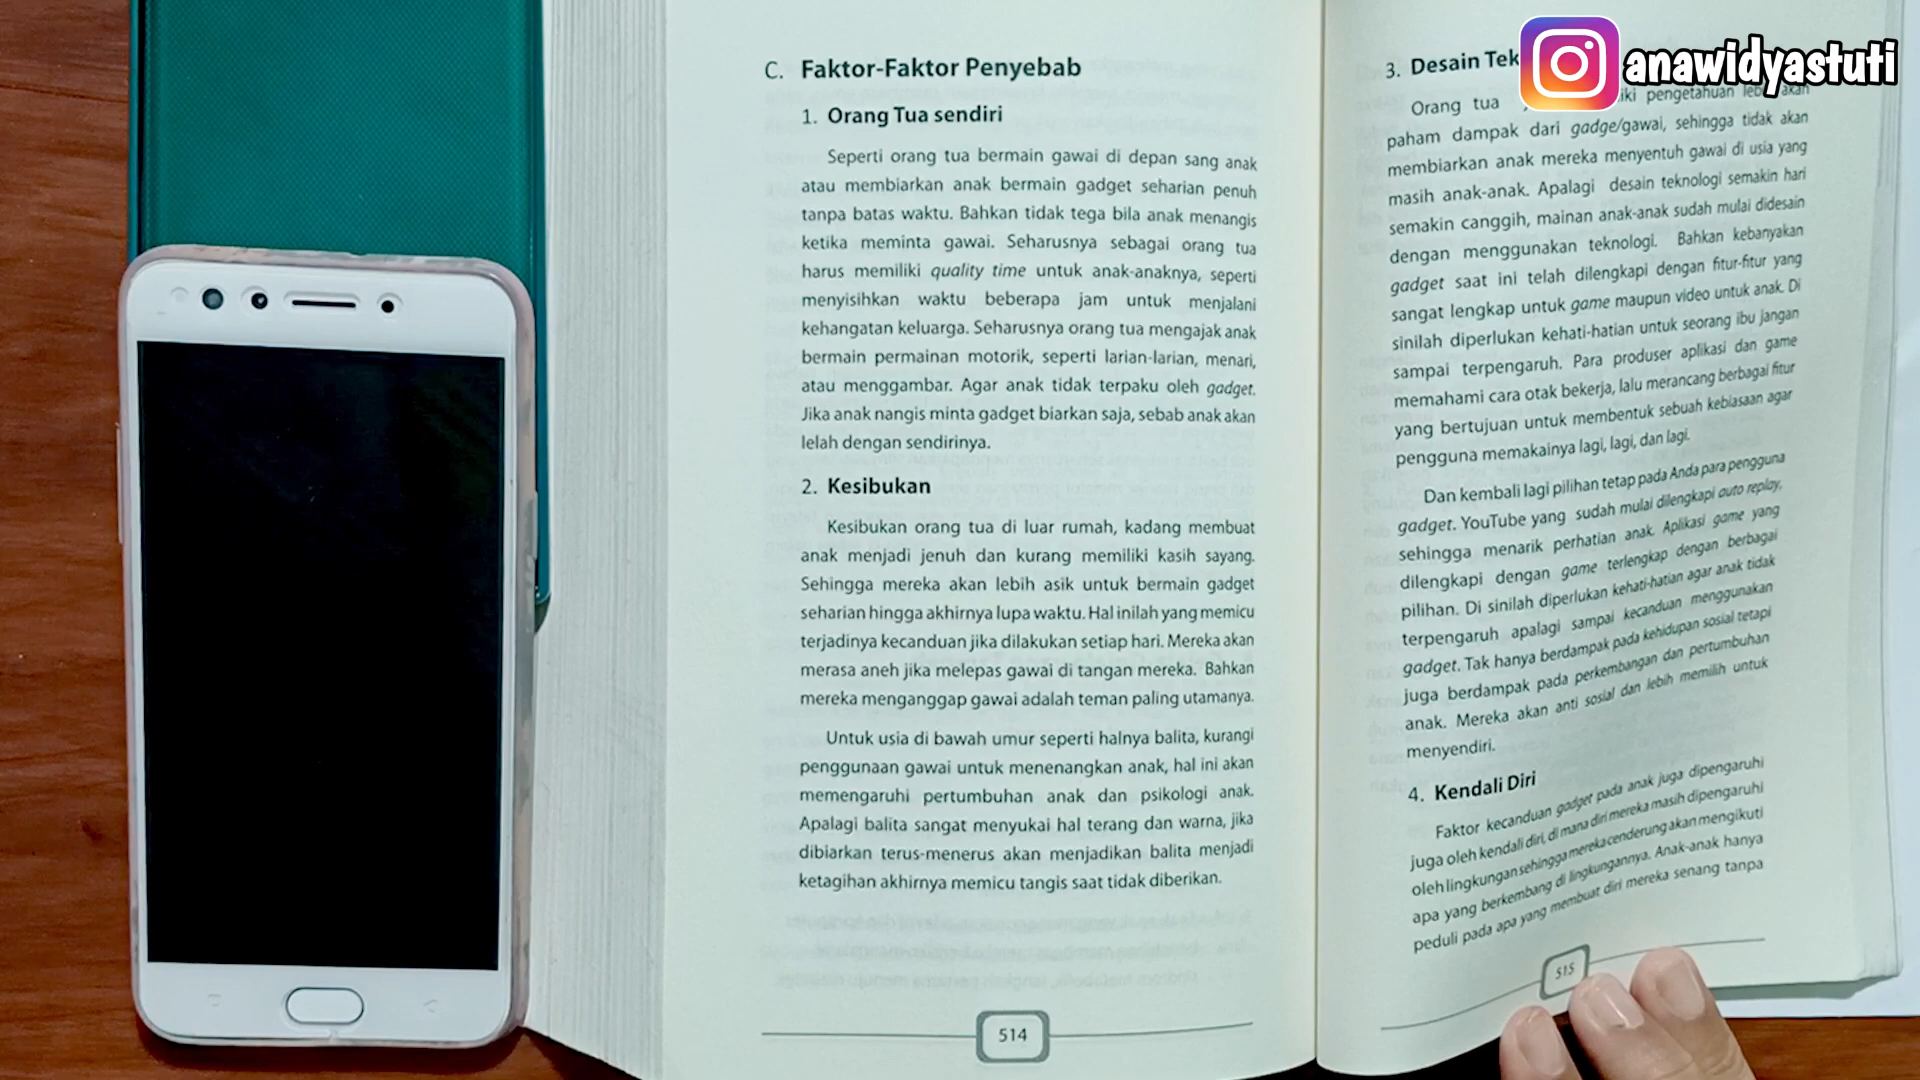 C. Faktor-Faktor Penyebab
1. Orang Tua sendiri
Seperti orang tua bermain gawai di depan sang anak
atau membiarkan anak bermain gadget seharian penuh
tanpa batas waktu. Bahkan tidak tega bila anak menangis
ketika meminta gawai. Seharusnya sebagai orang tua
harus memiliki quality time untuk anak-anaknya, seperti
menyisihkan waktu beberapa jam untuk menjalani
kehangatan keluarga. Seharusnya orang tua mengajak anak
bermain permainan motorik, seperti larian-larian, menari,
atau menggambar. Agar anak tidak terpaku oleh gadget.
Jika anak nangis minta gadget biarkan saja, sebab anak akan
lelah dengan sendirinya.
2. Kesibukan
Kesibukan orang tua di luar rumah, kadang membuat
anak menjadi jenuh dan kurang memiliki kasih sayang.
Sehingga mereka akan lebih asik untuk bermain gadget
seharian hingga akhirnya lupa waktu. Hal inilah yang memicu
terjadinya kecanduan jika dilakukan setiap hari. Mereka akan
merasa aneh jika melepas gawai di tangan mereka. Bahkan
mereka menganggap gawai adalah teman paling utamanya.
Untuk usia di bawah umur seperti halnya balita, kurangi
penggunaan gawai untuk menenangkan anak, hal ini akan
memengaruhi pertumbuhan anak dan psikologi anak.
Apalagi balita sangat menyukai hal terang dan warna, jika
dibiarkan terus-menerus akan menjadikan balita menjadi
ketagihan akhirnya memicu tangis saat tidak diberikan.
514
3. Desain Tek
Orang tua iki pengetahuan lebih akan
paham dampak dari gadge/gawai, sehingga tidak akan
membiarkan anak mereka menyentuh gawai di usia yang
masih anak-anak. Apalagi desain teknologi semakin hari
semakin canggih, mainan anak-anak sudah mulai didesain
dengan menggunakan teknologi. Bahkan kebanyakan
gadget saat ini telah dilengkapi dengan fitur-fitur yang
sangat lengkap untuk game maupun video untuk anak. Di
sinilah diperlukan kehati-hatian untuk seorang ibu jangan
sampai terpengaruh. Para produser aplikasi dan game
memahami cara otak bekerja, lalu merancang berbagai fitur
yang bertujuan untuk membentuk sebuah kebiasaan agar
pengguna memakainya lagi, lagi, dan lagi.
Dan kembali lagi pilihan tetap pada Anda para pengguna
gadget. YouTube yang sudah mulai dilengkapi auto replay,
sehingga menarik perhatian anak. Aplikasi game yang
dilengkapi dengan game terlengkap dengan berbagai
pilihan. Di sinilah diperlukan kehati-hatian agar anak tidak
terpengaruh apalagi sampai kecanduan menggunakan
gadget. Tak hanya berdampak pada kehidupan sosial tetapi
juga berdampak pada perkembangan dan pertumbuhan
anak. Mereka akan anti sosial dan lebih memilih untuk
menyendiri.
4. Kendali Diri
Faktor kecanduan gadget pada anak juga dipengaruhi
juga oleh kendali diri, di mana diri mereka masih dipengaruhi
oleh lingkungan sehingga mereka cenderung akan mengikuti
apa yang berkembang di lingkungannya. Anak-anak hanya
peduli pada apa yang membuat diri mereka senang tanpa
515
anawidyastuti